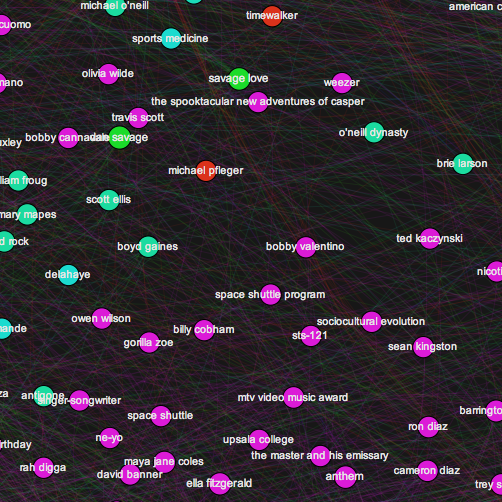 michael o'neill
american c
timewalker
cuomo
sports medicine
olivia wilde
savage love
weezer
mano
the spooktacular new adventures of casper
travis scott
o'neill dynasty
bobby cannavale
dan savage
uxley
brie larson
michael pfleger
liam froug
scott ellis
mary mapes
d rock
boyd gaines
bobby valentino
ted kaczynski
delahaye
nicoti
space shuttle program
owen wilson
sociocultural evolution
billy cobham
ande
sts-121
gorilla zoe
sean kingston
za
antigone
singer-songwriter
mtv video music award
barringto
space shuttle
ron diaz
ne-yo
upsala college
rthday
the master and his emissary
maya jane coles
rah digga
david banner
anthem
cameron diaz
ella fitzgerald
trey s